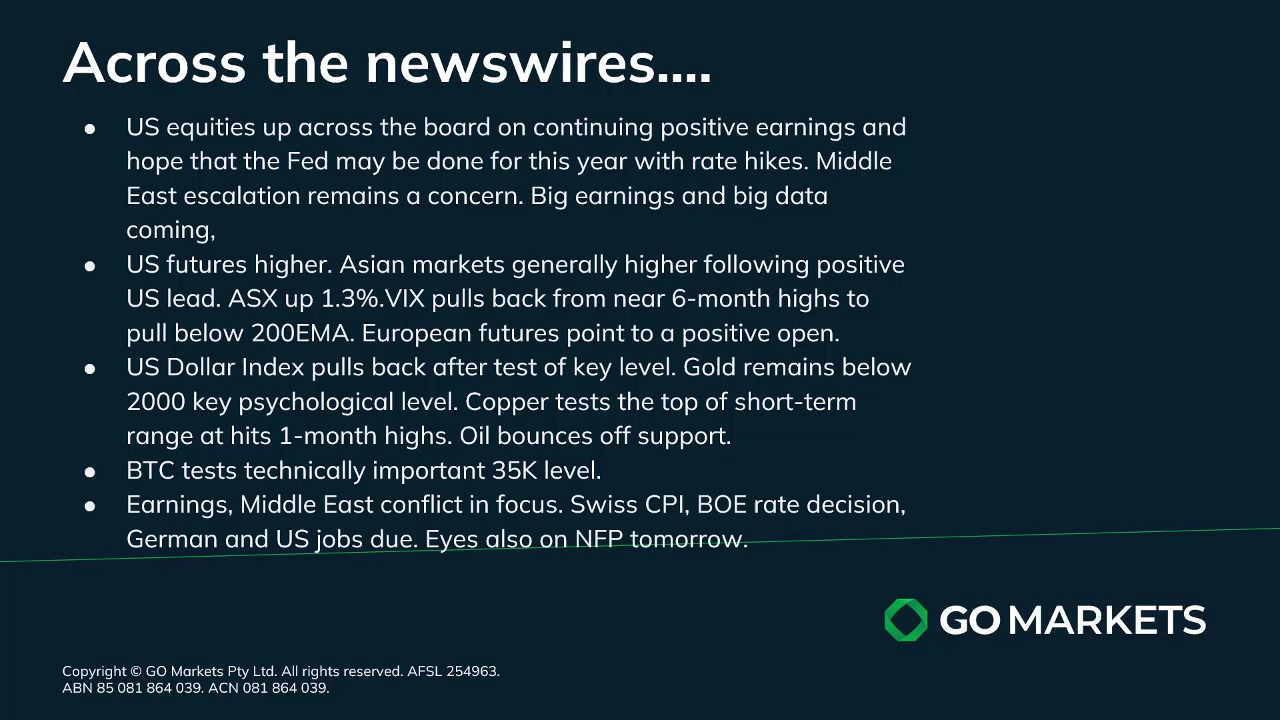 Across the newswires....
● US equities up across the board on continuing positive earnings and
hope that the Fed may be done for this year with rate hikes. Middle
East escalation remains a concern. Big earnings and big data
coming,
● US futures higher. Asian markets generally higher following positive
US lead. ASX up 1.3%.VIX pulls back from near 6-month highs to
pull below 200EMA. European futures point to a positive open.
● US Dollar Index pulls back after test of key level. Gold remains below
2000 key psychological level. Copper tests the top of short-term
range at hits 1-month highs. Oil bounces off support.
● BTC tests technically important 35K level.
● Earnings, Middle East conflict in focus. Swiss CPI, BOE rate decision,
German and US jobs due. Eyes also on NFP tomorrow.
GO MARKETS
Copyright © GO Markets Pty Ltd. All rights reserved. AFSL 254963.
ABN 85 081 864 039. ACN 081 864 039.